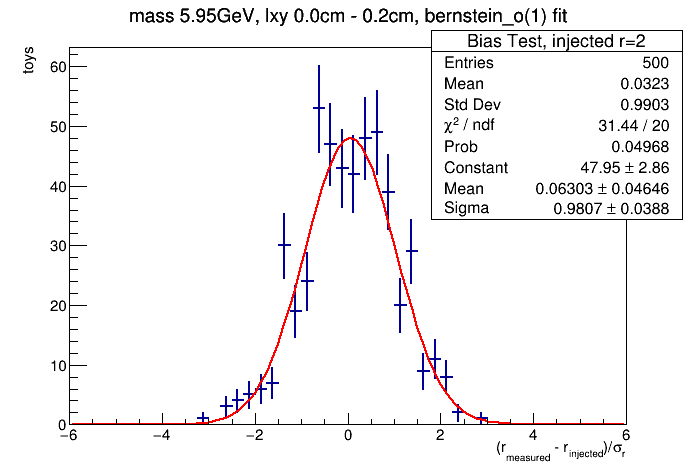 mass 5.95GeV, lxy 0.0cm - 0.2cm, bernstein_o(1) fit
Bias Test, injected r=2
Entries 500
Mean 0.0323
Std Dev 0.9903
χ² / ndf 31.44 / 20
Prob 0.04968
Constant 47.95 ± 2.86
Mean 0.06303 ± 0.04646
Sigma 0.9807 ± 0.0388
toys
60
50
40
30
20
10
0
−6 −4 −2 0 2 4 6
(r_measured - r_injected)/σ_r